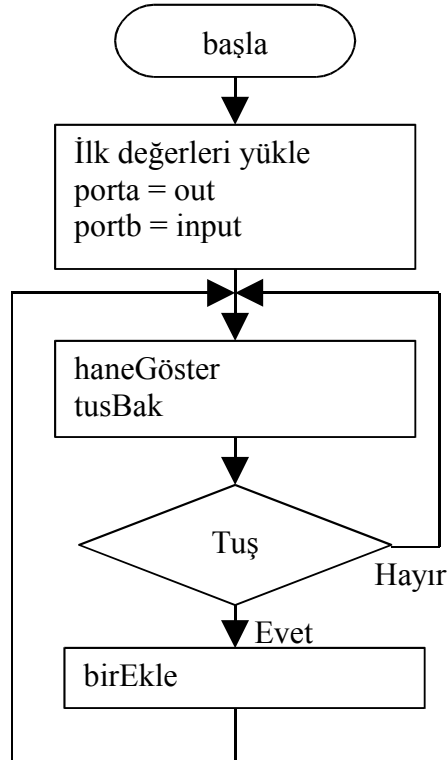 başla
İlk değerleri yükle
porta = out
portb = input
haneGöster
tusBak
Tuş
Hayır
Evet
birEkle